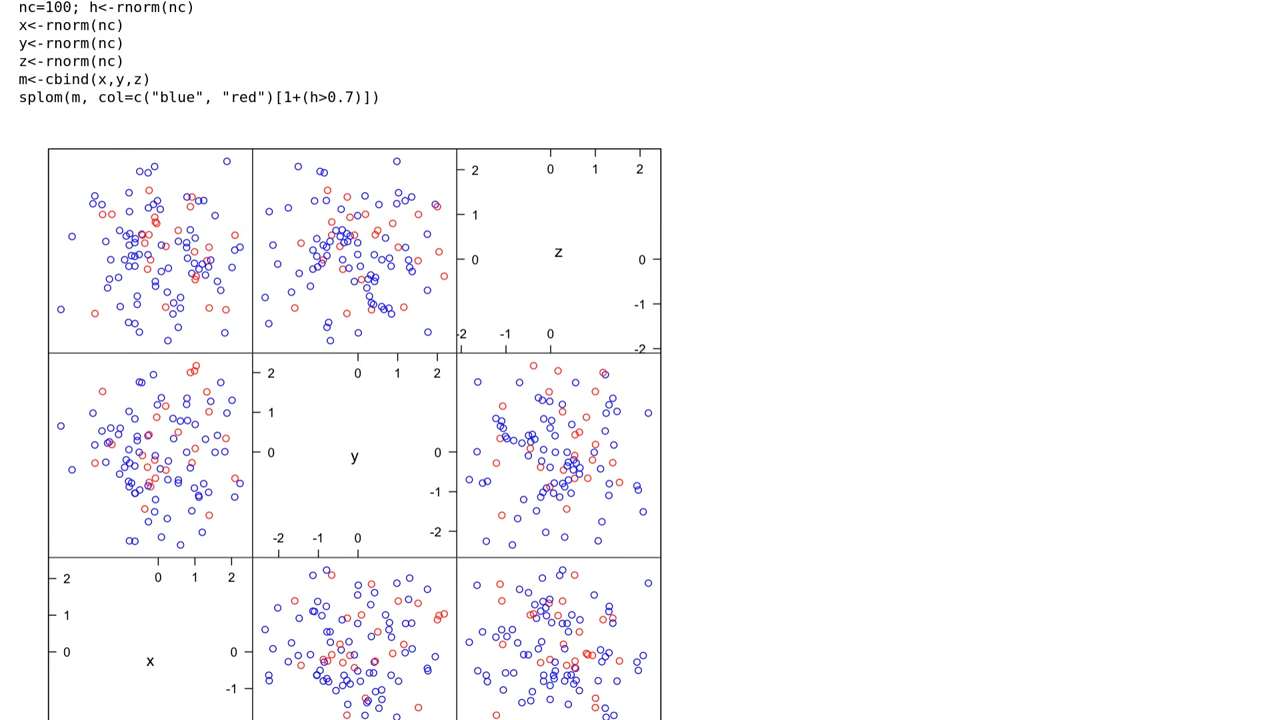 nc=100; h<-rnorm(nc)
x<-rnorm(nc)
y<-rnorm(nc)
z<-rnorm(nc)
m<-cbind(x,y,z)
splom(m, col=c("blue", "red")[1+(h>0.7)])
2 0 1 2
1
z
0 0
-1
-2 -1 0
-2
2 0 1 2
1
0 y 0
-1
-2
-2 -1 0
2 0 1 2
1
0 0
x
-1